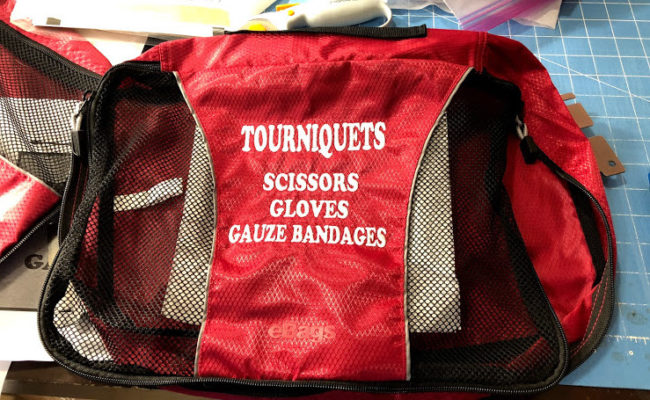 TOURNIQUETS
SCISSORS
GLOVES
GAUZE BANDAGES
eBags